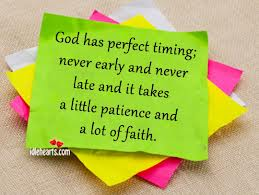 God has perfect timing;
never early and never
late and it takes
a little patience and
a lot of faith.
idlehearts.com